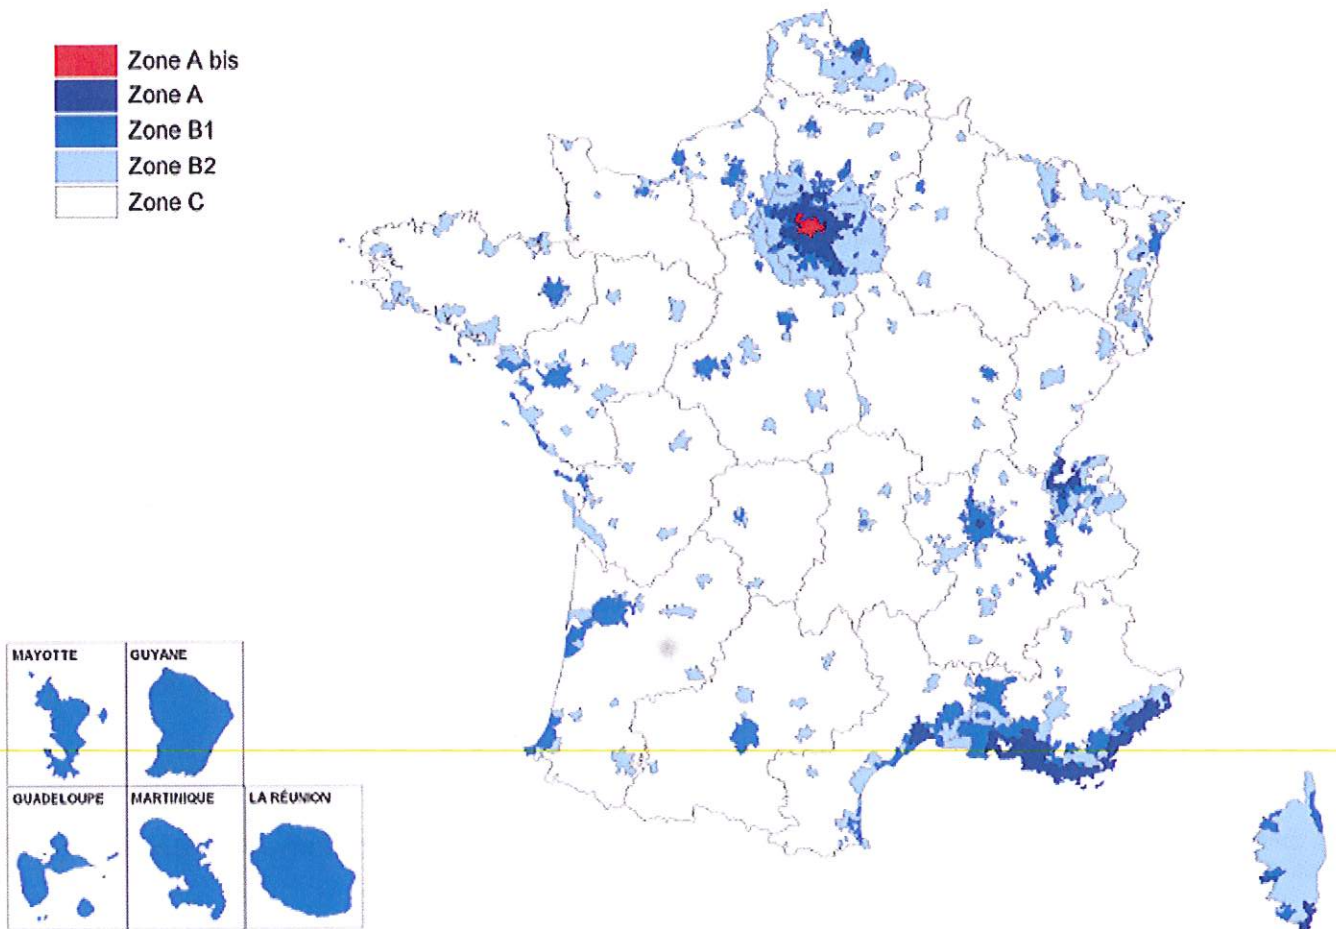 Zone A bis
Zone A
Zone B1
Zone B2
Zone C
MAYOTTE
GUYANE
GUADELOUPE
MARTINIQUE
LA RÉUNION